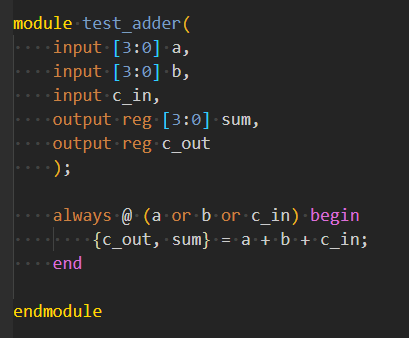 module test_adder(
    input [3:0] a,
    input [3:0] b,
    input c_in,
    output reg [3:0] sum,
    output reg c_out
    );

    always @ (a or b or c_in) begin
        {c_out, sum} = a + b + c_in;
    end

endmodule